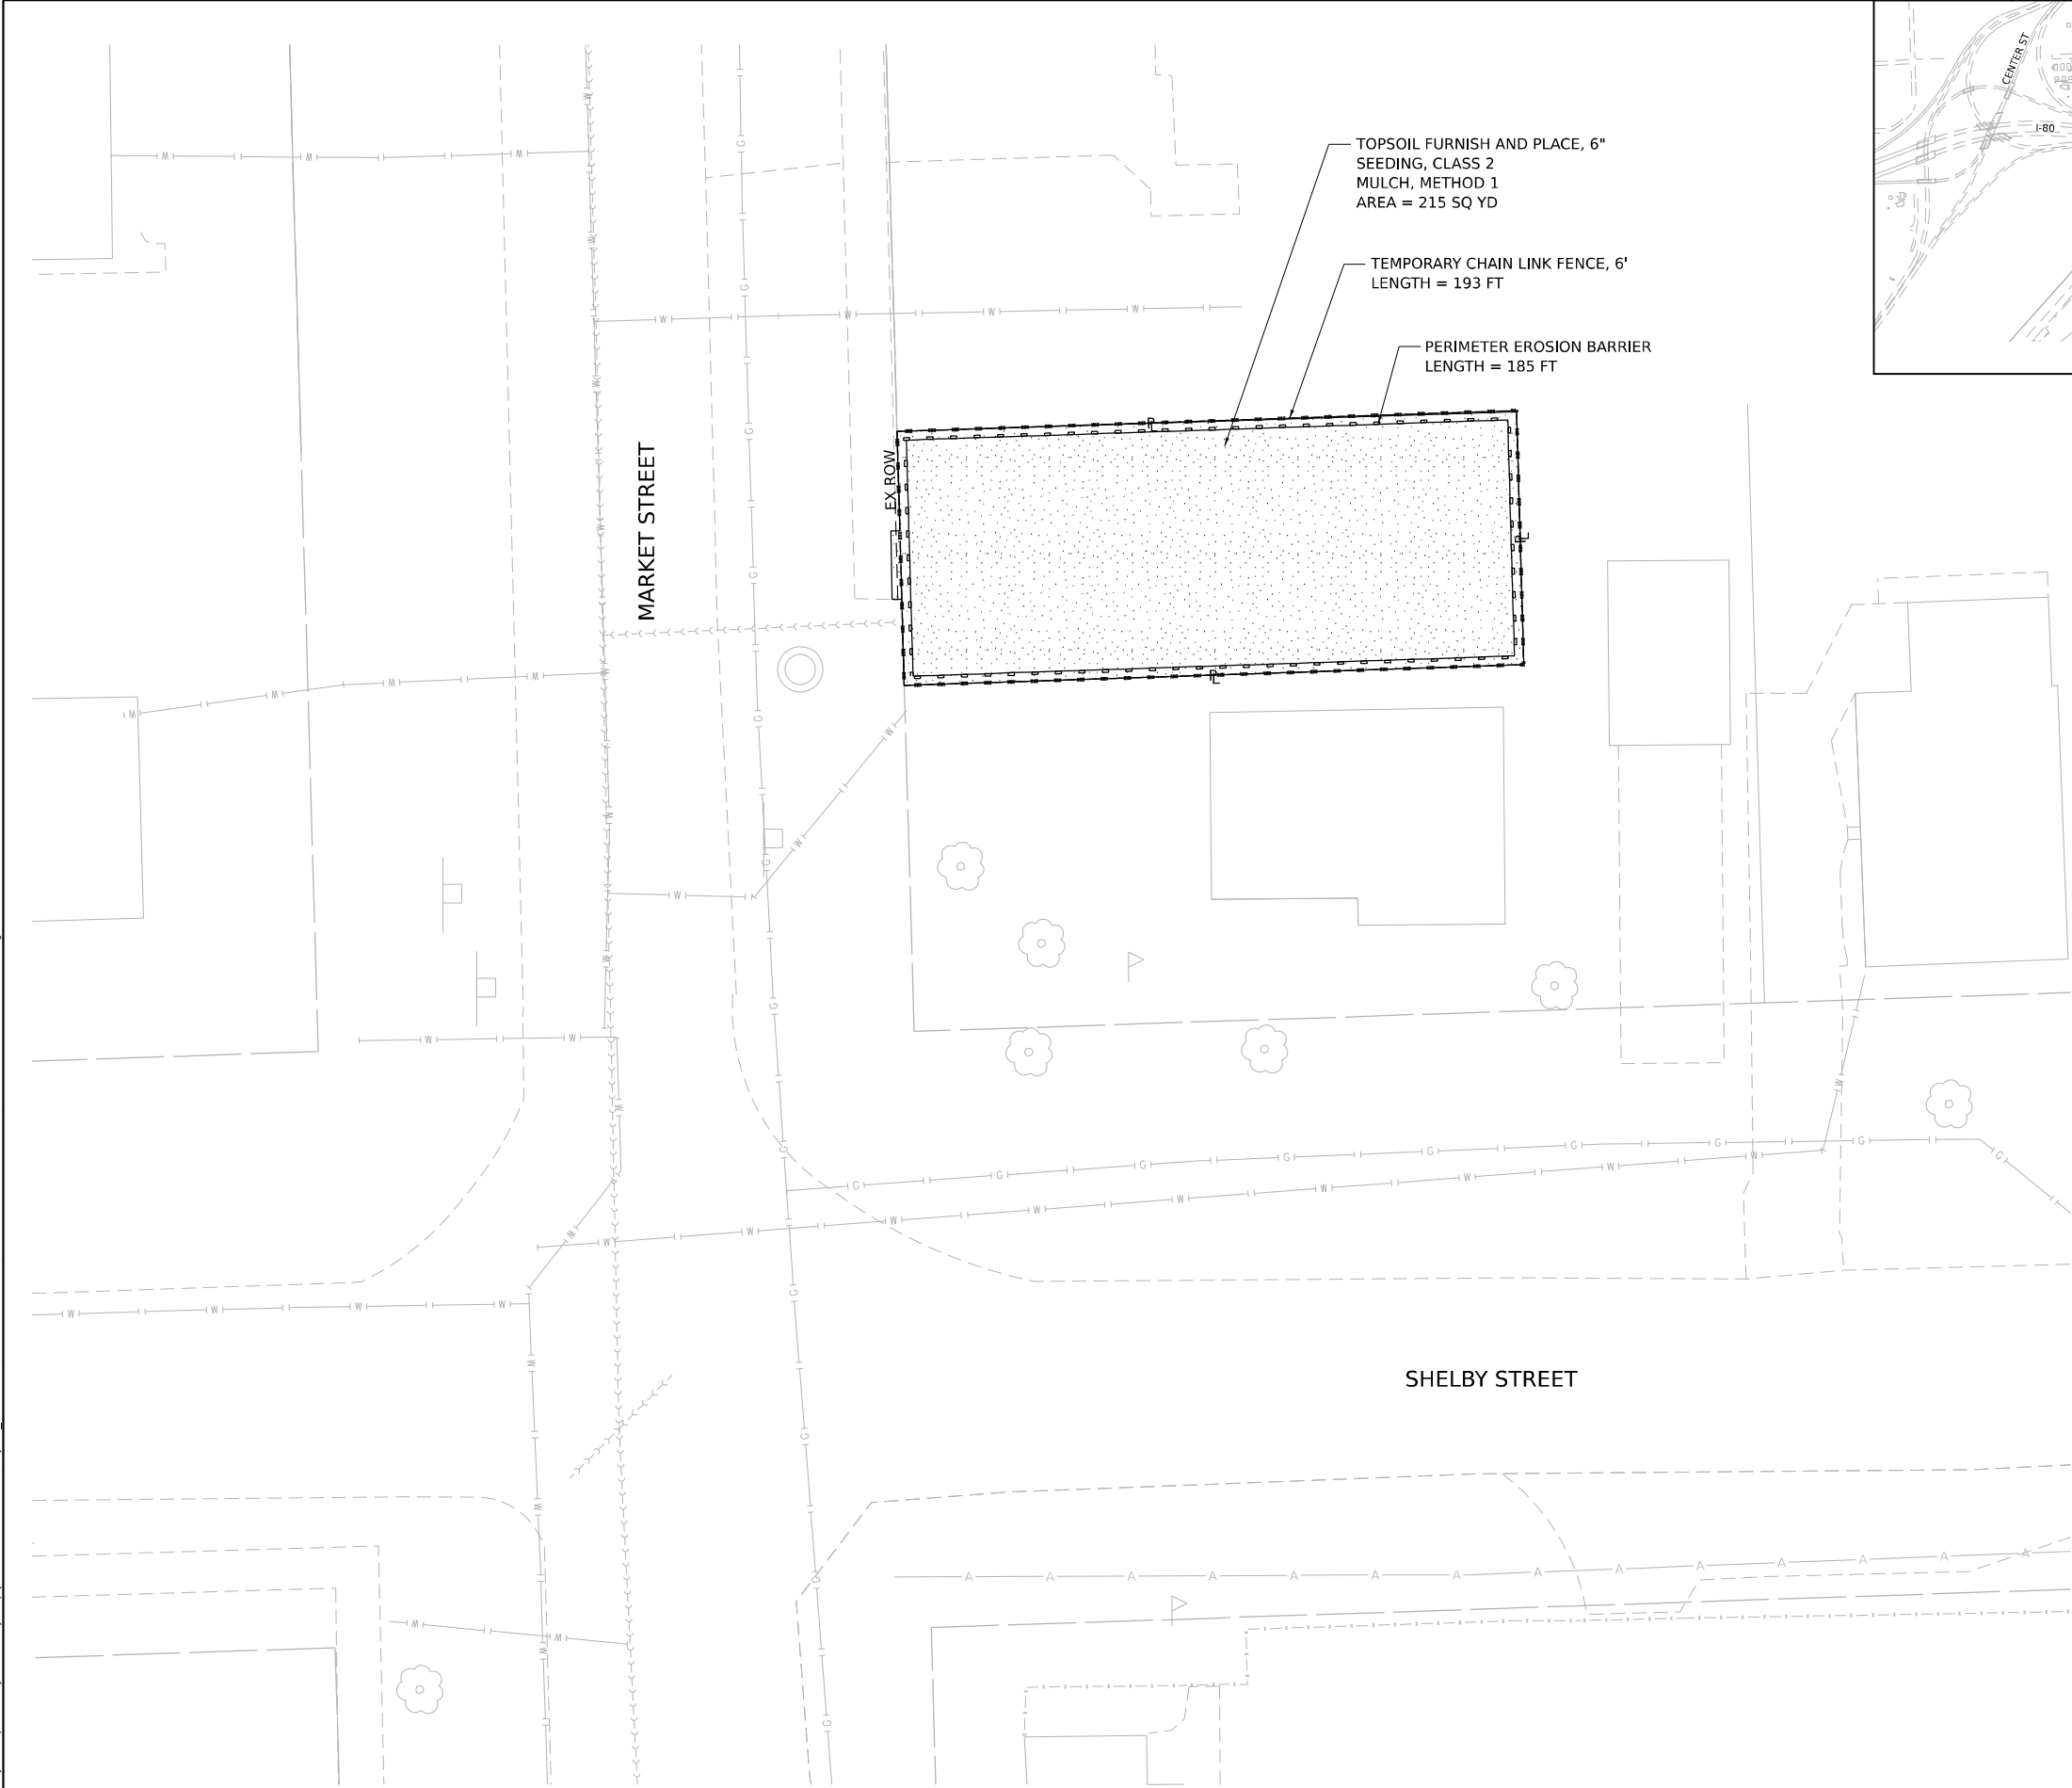 CENTER ST
I-80
TOPSOIL FURNISH AND PLACE, 6"
SEEDING, CLASS 2
MULCH, METHOD 1
AREA = 215 SQ YD
TEMPORARY CHAIN LINK FENCE, 6'
LENGTH = 193 FT
PERIMETER EROSION BARRIER
LENGTH = 185 FT
MARKET STREET
EX ROW
SHELBY STREET